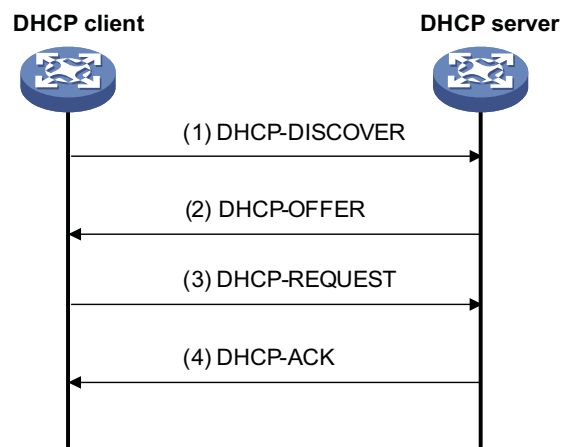 DHCP client
DHCP server
(1) DHCP-DISCOVER
(2) DHCP-OFFER
(3) DHCP-REQUEST
(4) DHCP-ACK